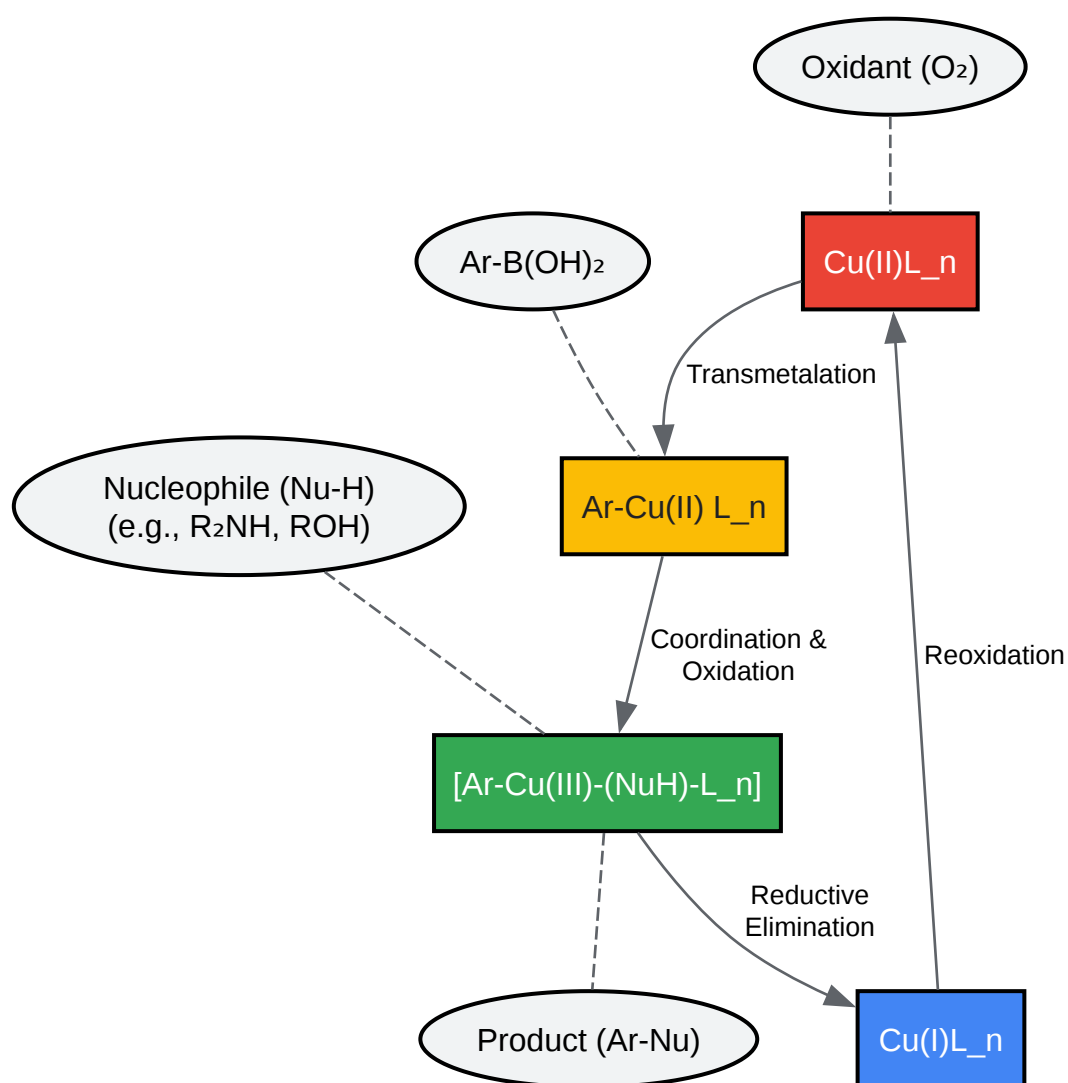 Oxidant (O₂)
Cu(II)L_n
Ar-B(OH)₂
Transmetalation
Nucleophile (Nu-H)
(e.g., R₂NH, ROH)
Ar-Cu(II) L_n
Coordination &
Oxidation
Reoxidation
[Ar-Cu(III)-(NuH)-L_n]
Reductive
Elimination
Product (Ar-Nu)
Cu(I)L_n